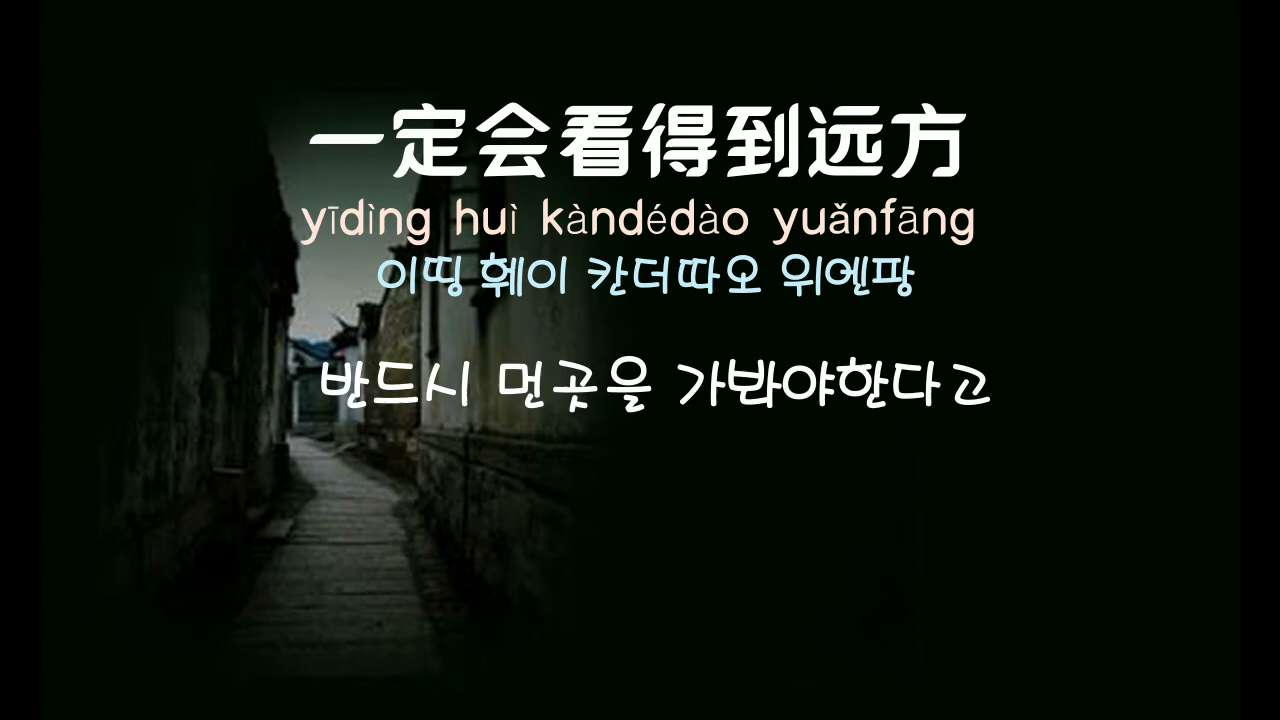 一定会看得到远方
yīdìng huì kàndédào yuǎnfāng
이띵 훼이 칸더따오 위엔팡
반드시 먼곳을 가봐야한다고